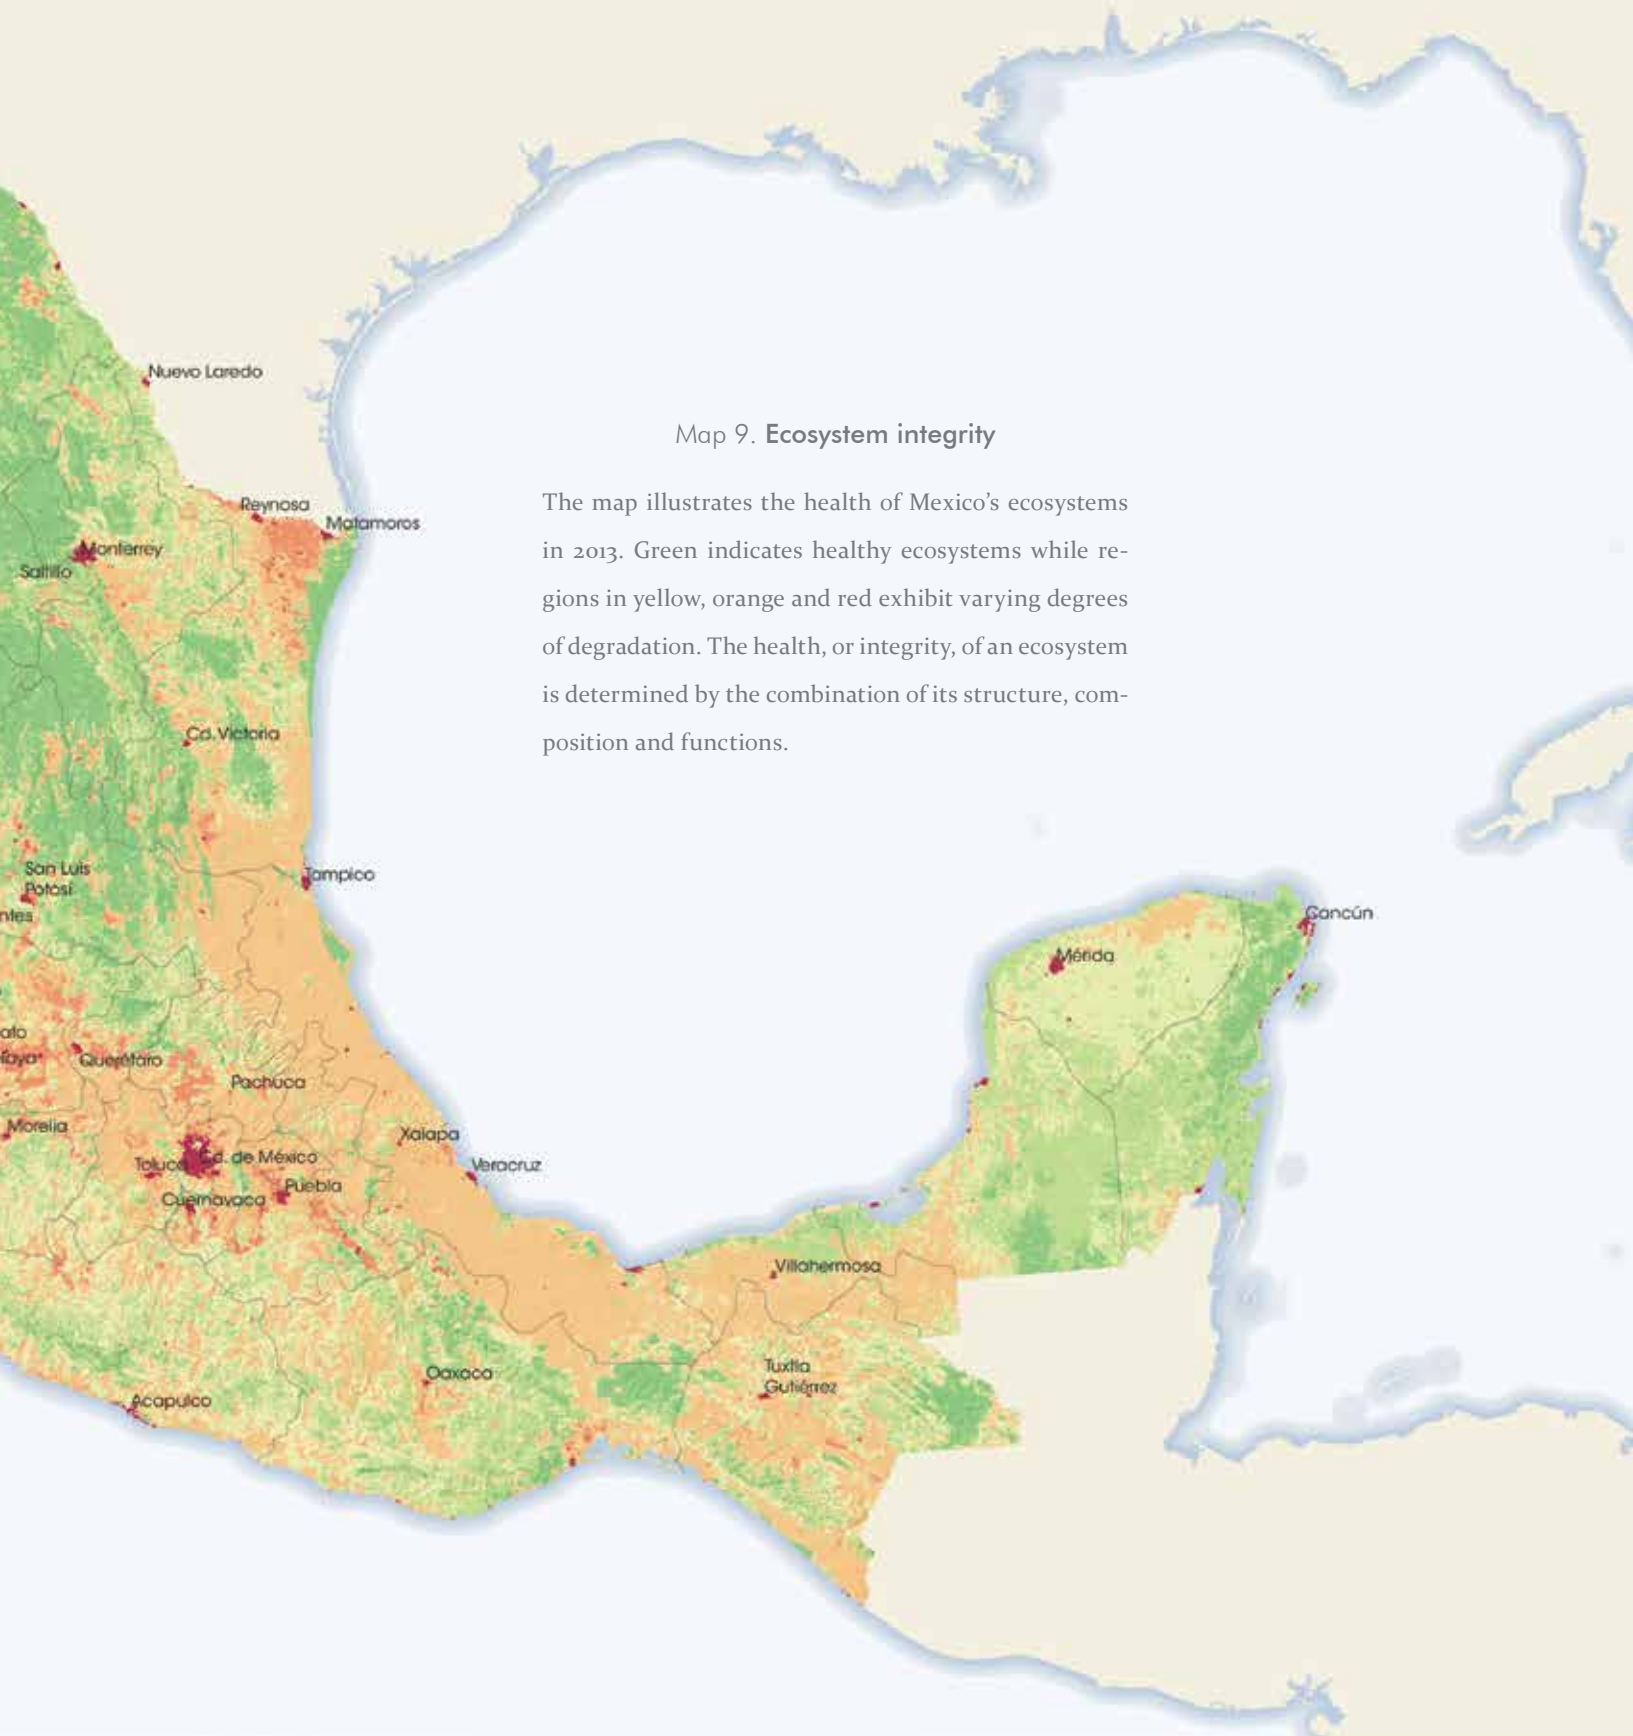 Nuevo Laredo
Map 9. Ecosystem integrity
The map illustrates the health of Mexico’s ecosystems
in 2013. Green indicates healthy ecosystems while re-
gions in yellow, orange and red exhibit varying degrees
of degradation. The health, or integrity, of an ecosystem
is determined by the combination of its structure, com-
position and functions.
Reynosa
Matamoros
Monterrey
Saltillo
Cd. Victoria
San Luis
Potosí
ntes
Tampico
Cancún
Mérida
ato
laya
Querétaro
Pachuca
Morelia
Xalapa
Toluca
Cd. de México
Veracruz
Puebla
Cuernavaca
Villahermosa
Oaxaca
Tuxtla
Gutiérrez
Acapulco